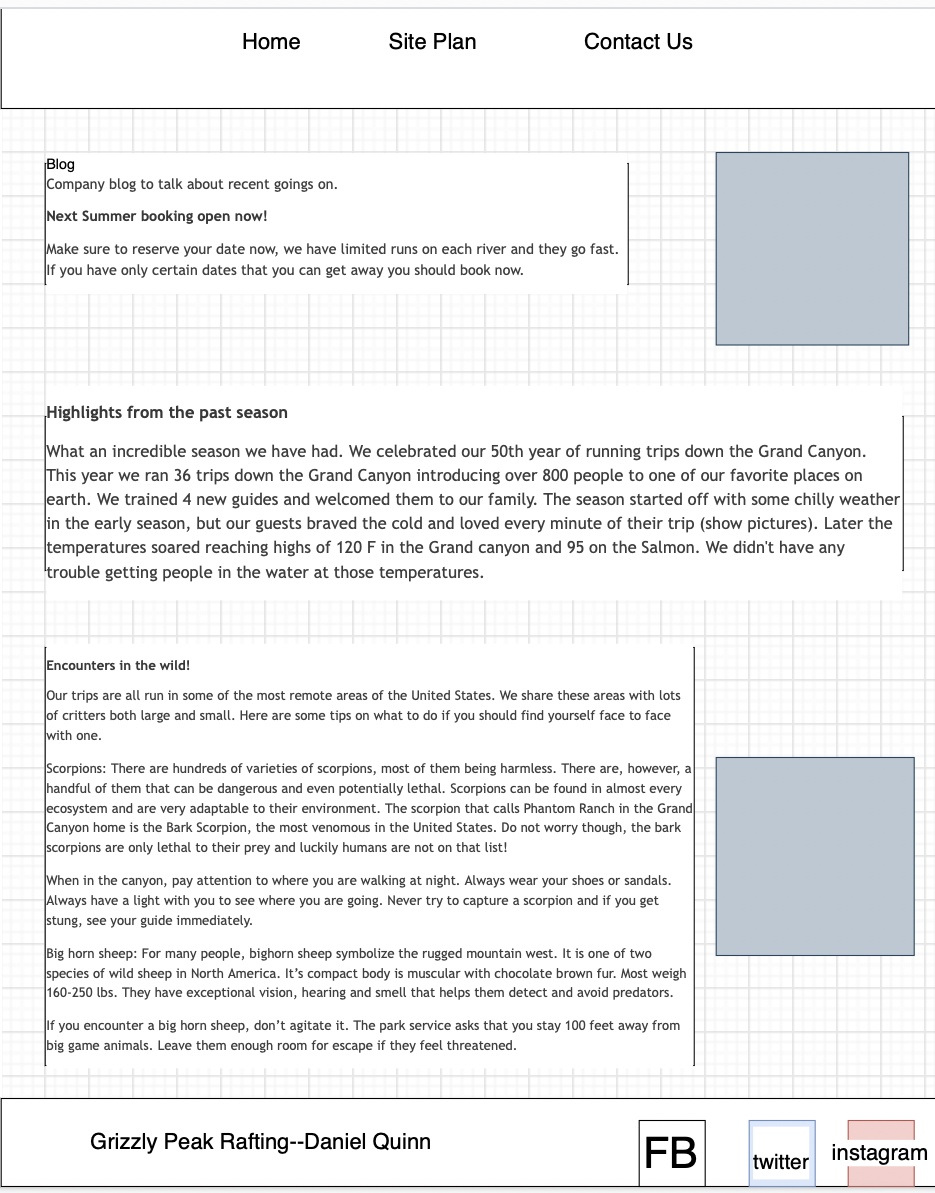 Home Site Plan Contact Us
Blog
Company blog to talk about recent goings on.
Next Summer booking open now!
Make sure to reserve your date now, we have limited runs on each river and they go fast.
If you have only certain dates that you can get away you should book now.
Highlights from the past season
What an incredible season we have had. We celebrated our 50th year of running trips down the Grand Canyon.
This year we ran 36 trips down the Grand Canyon introducing over 800 people to one of our favorite places on
earth. We trained 4 new guides and welcomed them to our family. The season started off with some chilly weather
in the early season, but our guests braved the cold and loved every minute of their trip (show pictures). Later the
temperatures soared reaching highs of 120 F in the Grand canyon and 95 on the Salmon. We didn't have any
trouble getting people in the water at those temperatures.
Encounters in the wild!
Our trips are all run in some of the most remote areas of the United States. We share these areas with lots
of critters both large and small. Here are some tips on what to do if you should find yourself face to face
with one.
Scorpions: There are hundreds of varieties of scorpions, most of them being harmless. There are, however, a
handful of them that can be dangerous and even potentially lethal. Scorpions can be found in almost every
ecosystem and are very adaptable to their environment. The scorpion that calls Phantom Ranch in the Grand
Canyon home is the Bark Scorpion, the most venomous in the United States. Do not worry though, the bark
scorpions are only lethal to their prey and luckily humans are not on that list!
When in the canyon, pay attention to where you are walking at night. Always wear your shoes or sandals.
Always have a light with you to see where you are going. Never try to capture a scorpion and if you get
stung, see your guide immediately.
Big horn sheep: For many people, bighorn sheep symbolize the rugged mountain west. It is one of two
species of wild sheep in North America. It’s compact body is muscular with chocolate brown fur. Most weigh
160-250 lbs. They have exceptional vision, hearing and smell that helps them detect and avoid predators.
If you encounter a big horn sheep, don’t agitate it. The park service asks that you stay 100 feet away from
big game animals. Leave them enough room for escape if they feel threatened.
Grizzly Peak Rafting--Daniel Quinn FB twitter instagram